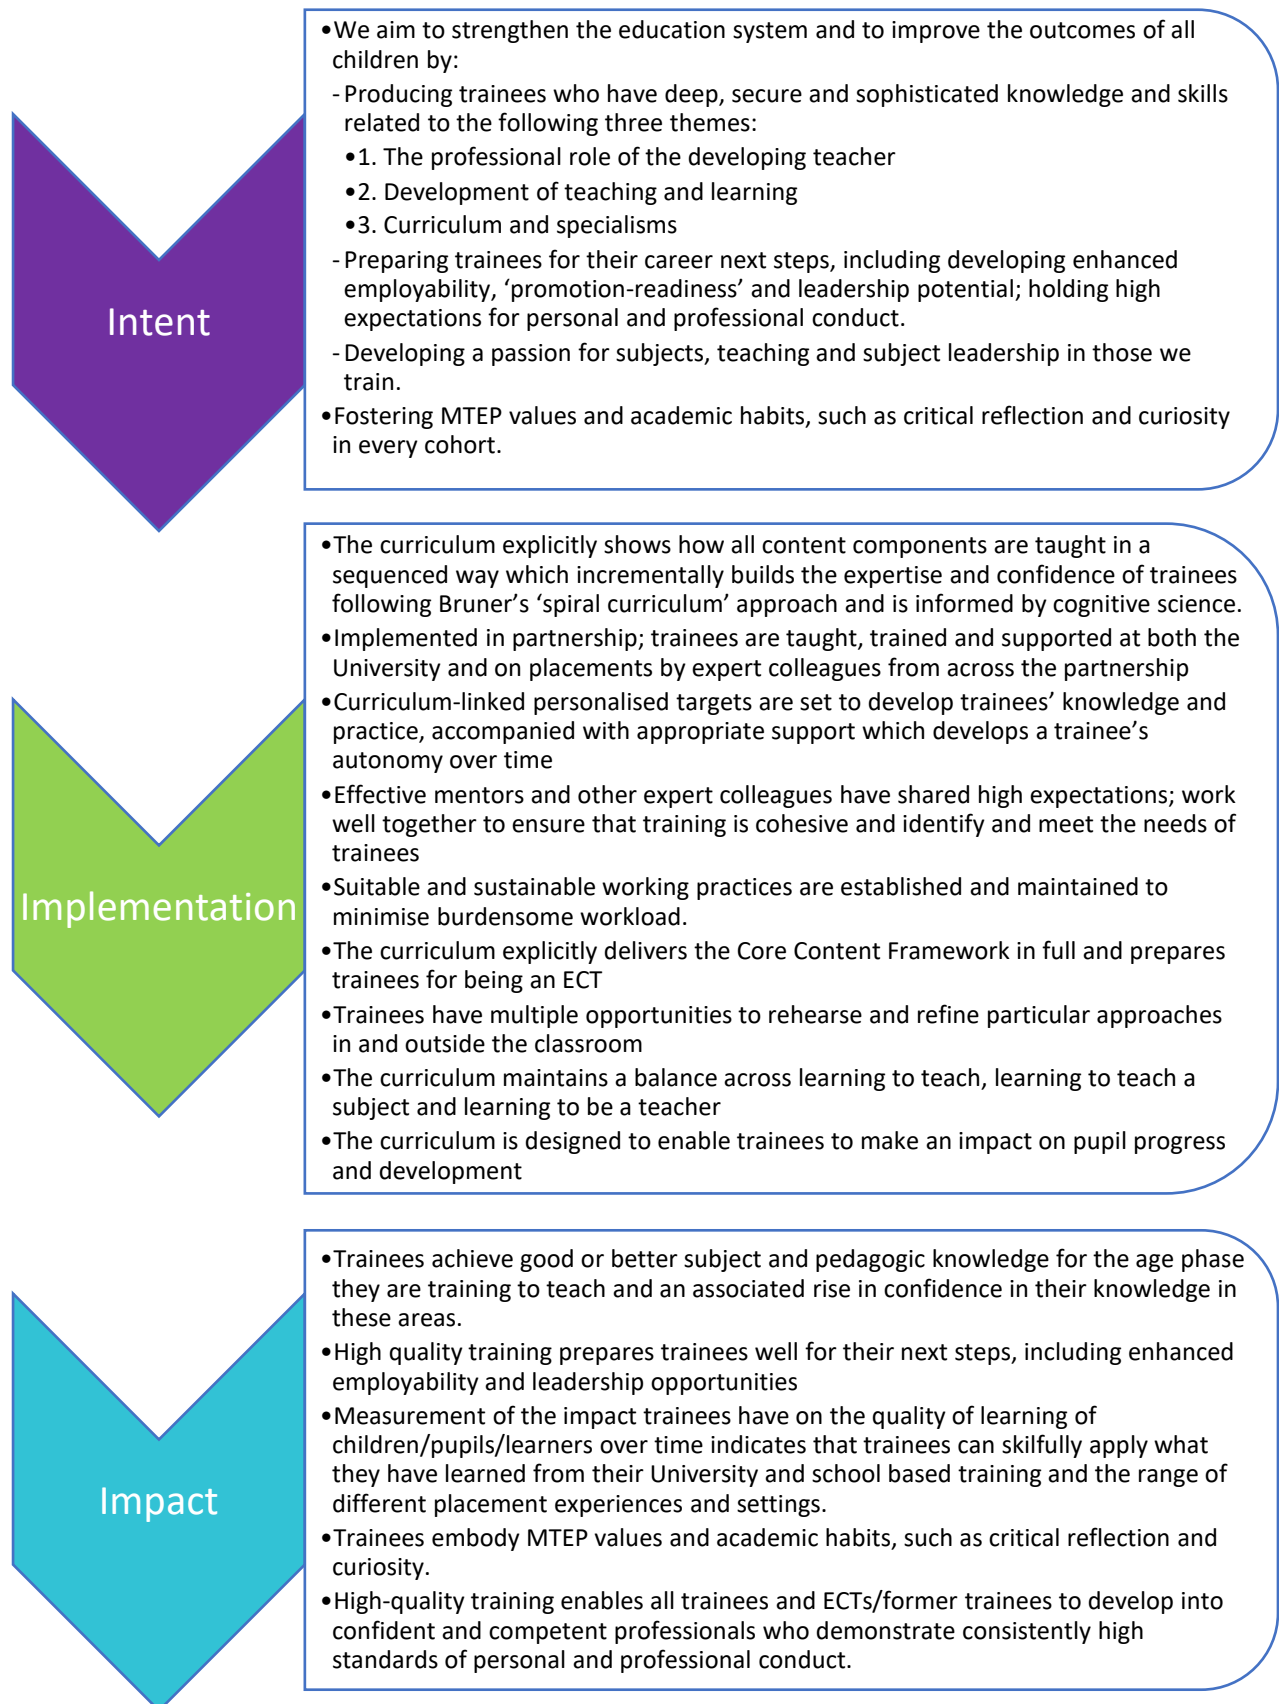 Intent
•We aim to strengthen the education system and to improve the outcomes of all
children by:
-Producing trainees who have deep, secure and sophisticated knowledge and skills
related to the following three themes:
•1. The professional role of the developing teacher
•2. Development of teaching and learning
•3. Curriculum and specialisms
-Preparing trainees for their career next steps, including developing enhanced
employability, ‘promotion-readiness’ and leadership potential; holding high
expectations for personal and professional conduct.
-Developing a passion for subjects, teaching and subject leadership in those we
train.
•Fostering MTEP values and academic habits, such as critical reflection and curiosity
in every cohort.
Implementation
•The curriculum explicitly shows how all content components are taught in a
sequenced way which incrementally builds the expertise and confidence of trainees
following Bruner’s ‘spiral curriculum’ approach and is informed by cognitive science.
•Implemented in partnership; trainees are taught, trained and supported at both the
University and on placements by expert colleagues from across the partnership
•Curriculum-linked personalised targets are set to develop trainees’ knowledge and
practice, accompanied with appropriate support which develops a trainee’s
autonomy over time
•Effective mentors and other expert colleagues have shared high expectations; work
well together to ensure that training is cohesive and identify and meet the needs of
trainees
•Suitable and sustainable working practices are established and maintained to
minimise burdensome workload.
•The curriculum explicitly delivers the Core Content Framework in full and prepares
trainees for being an ECT
•Trainees have multiple opportunities to rehearse and refine particular approaches
in and outside the classroom
•The curriculum maintains a balance across learning to teach, learning to teach a
subject and learning to be a teacher
•The curriculum is designed to enable trainees to make an impact on pupil progress
and development
Impact
•Trainees achieve good or better subject and pedagogic knowledge for the age phase
they are training to teach and an associated rise in confidence in their knowledge in
these areas.
•High quality training prepares trainees well for their next steps, including enhanced
employability and leadership opportunities
•Measurement of the impact trainees have on the quality of learning of
children/pupils/learners over time indicates that trainees can skilfully apply what
they have learned from their University and school based training and the range of
different placement experiences and settings.
•Trainees embody MTEP values and academic habits, such as critical reflection and
curiosity.
•High-quality training enables all trainees and ECTs/former trainees to develop into
confident and competent professionals who demonstrate consistently high
standards of personal and professional conduct.